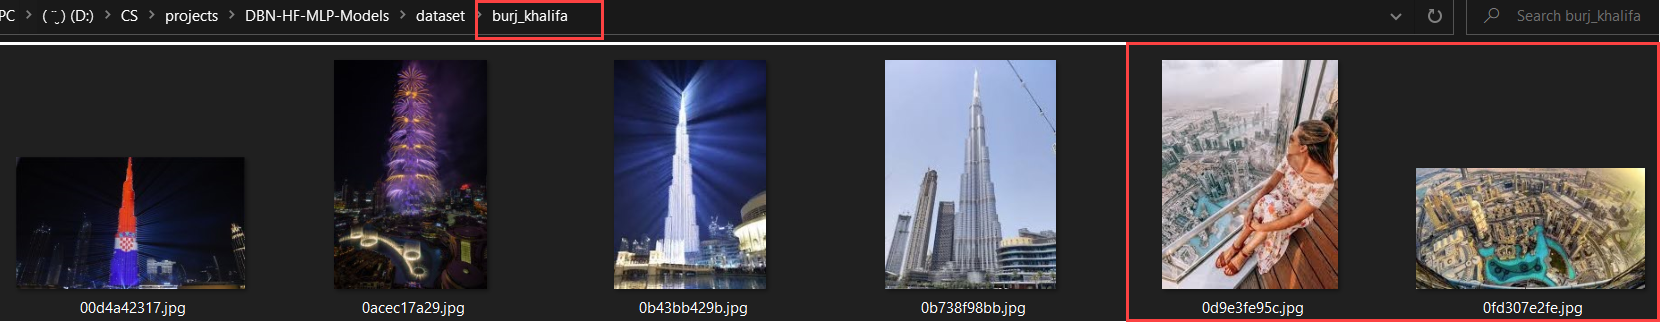 PC > ( ¨̮ ) (D:) > CS > projects > DBN-HF-MLP-Models > dataset > burj_khalifa
Search burj_khalifa
00d4a42317.jpg
0acec17a29.jpg
0b43bb429b.jpg
0b738f98bb.jpg
0d9e3fe95c.jpg
0fd307e2fe.jpg